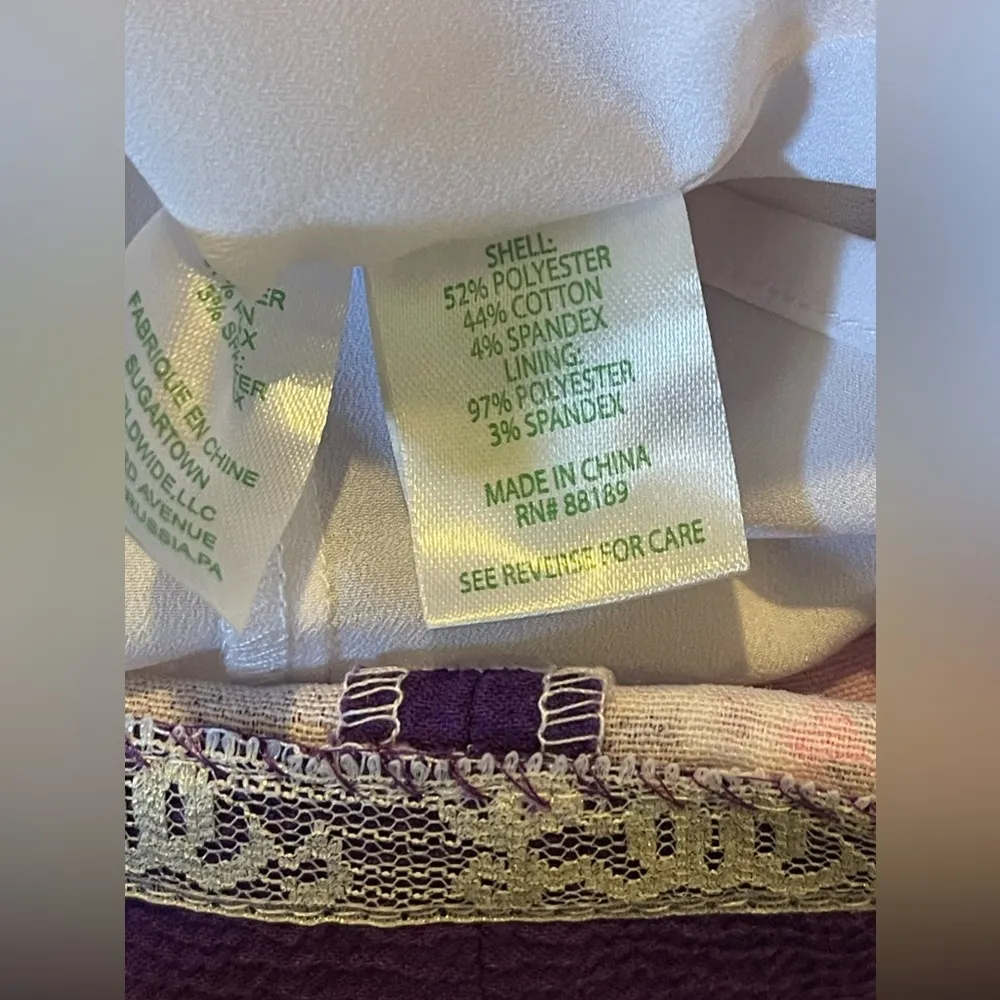 SHELL:
52% POLYESTER
44% COTTON
4% SPANDEX
LINING:
97% POLYESTER
3% SPANDEX
MADE IN CHINA
RN# 88189
SEE REVERSE FOR CARE
FABRIQUE EN CHINE
SUGARTOWN
LDWIDE,LLC
AVENUE
RUSSIA,PA